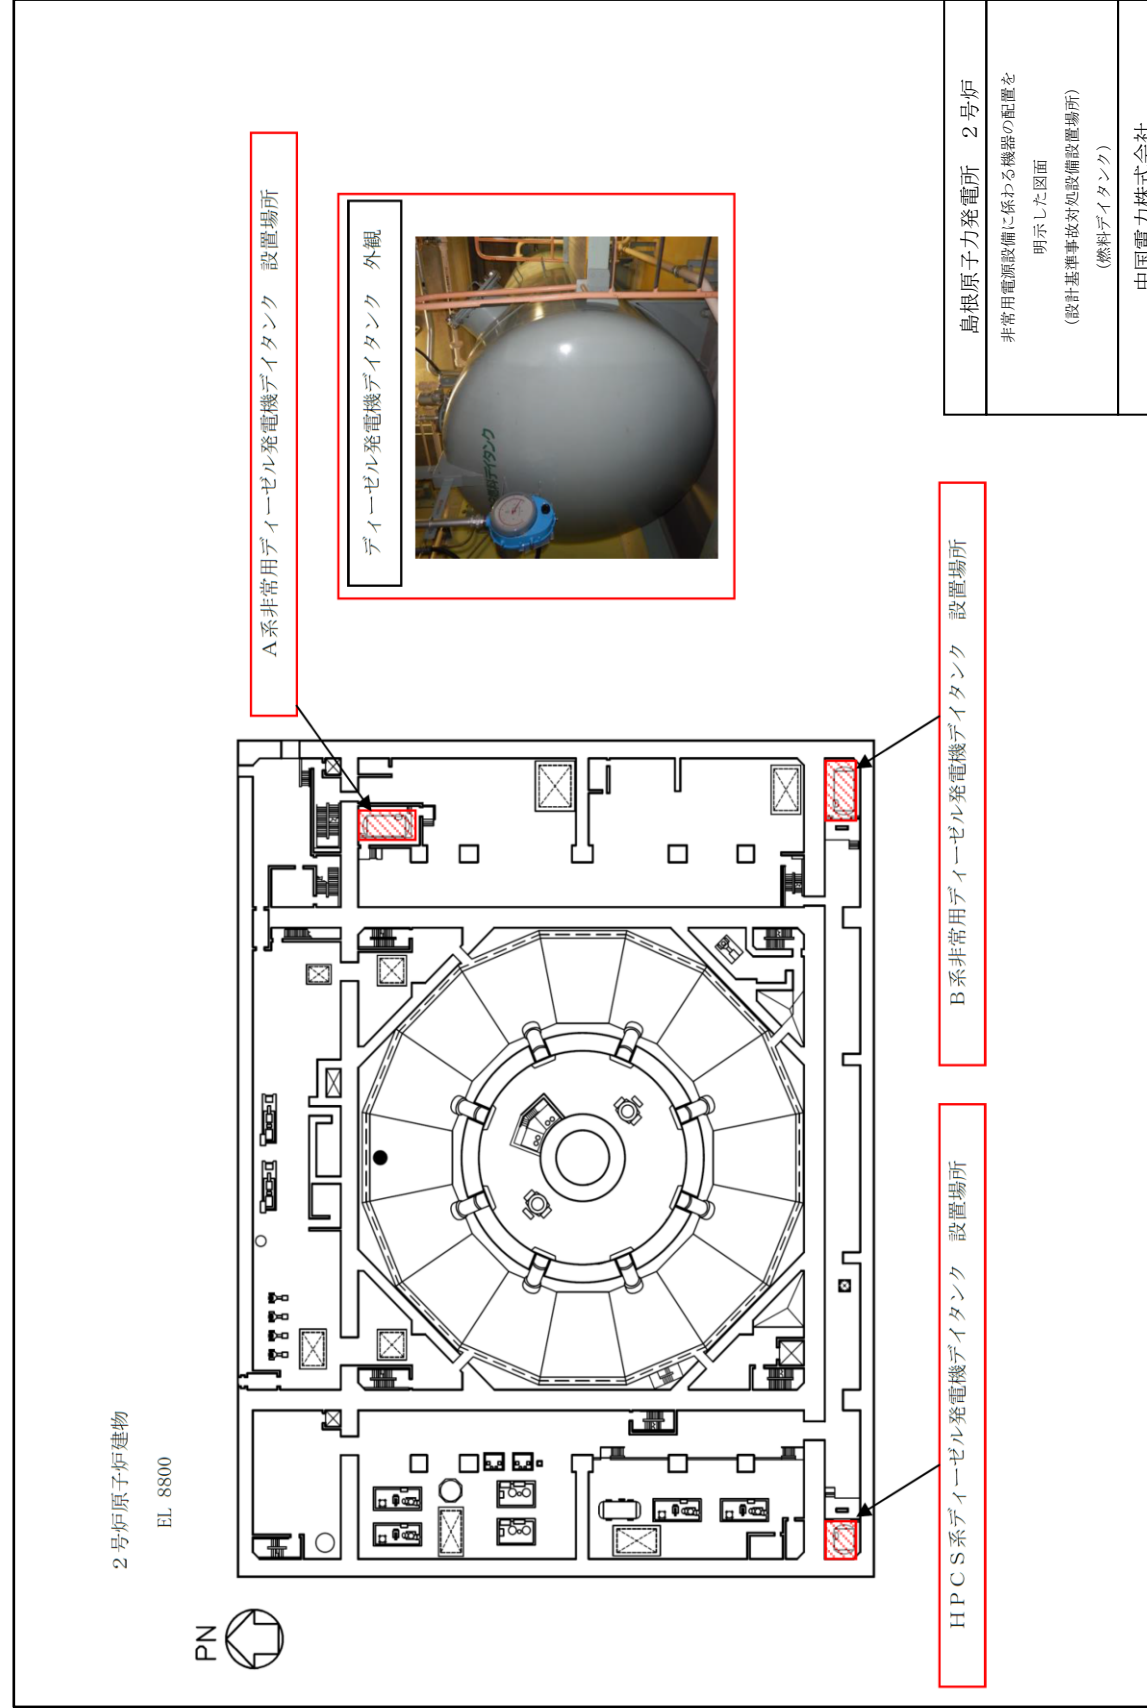 2号炉原子炉建物
EL 8800
PN
A系非常用ディーゼル発電機デイタンク 設置場所
ディーゼル発電機デイタンク 外観
料デイタンク
HPCS系ディーゼル発電機デイタンク 設置場所
B系非常用ディーゼル発電機デイタンク 設置場所
島根原子力発電所 2号炉
非常用電源設備に係わる機器の配置を
明示した図面
(設計基準事故対処設備設置場所)
(燃料デイタンク)
中国電力株式会社